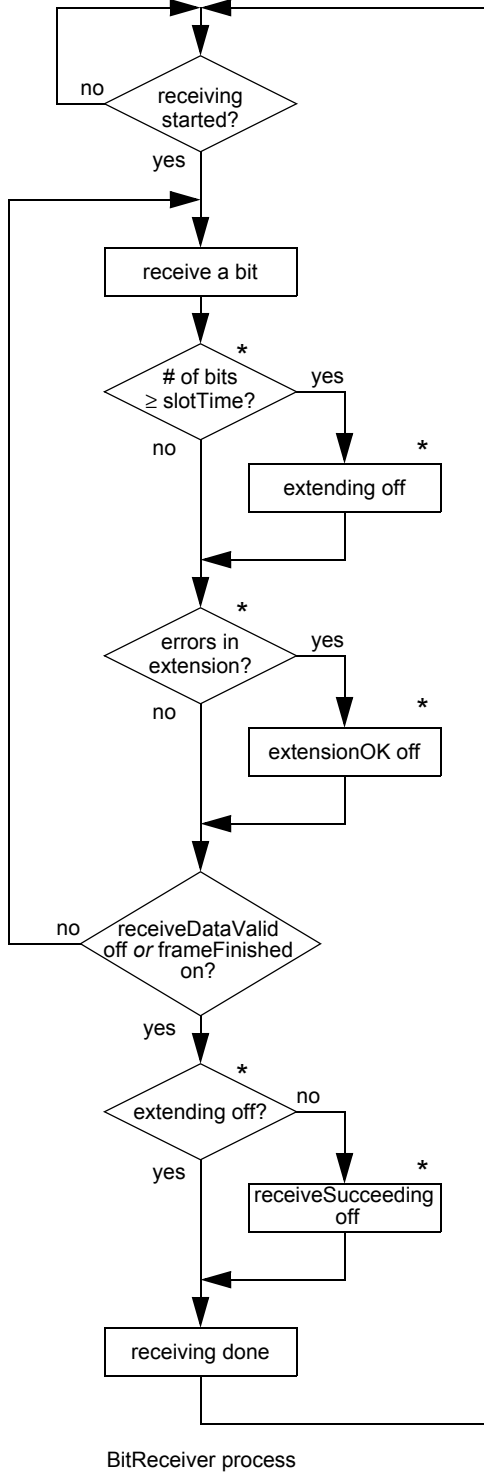 no
receiving
started?
yes
receive a bit
*
# of bits
≥ slotTime?
yes
no
*
extending off
*
errors in
extension?
yes
no
*
extensionOK off
no
receiveDataValid
off or frameFinished
on?
yes
*
extending off?
no
yes
*
receiveSucceeding
off
receiving done
BitReceiver process